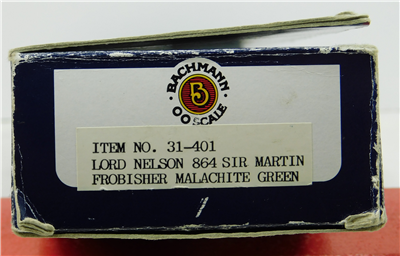 BACHMANN
B
OO SCALE
ITEM NO. 31-401
LORD NELSON 864 SIR MARTIN
FROBISHER MALACHITE GREEN